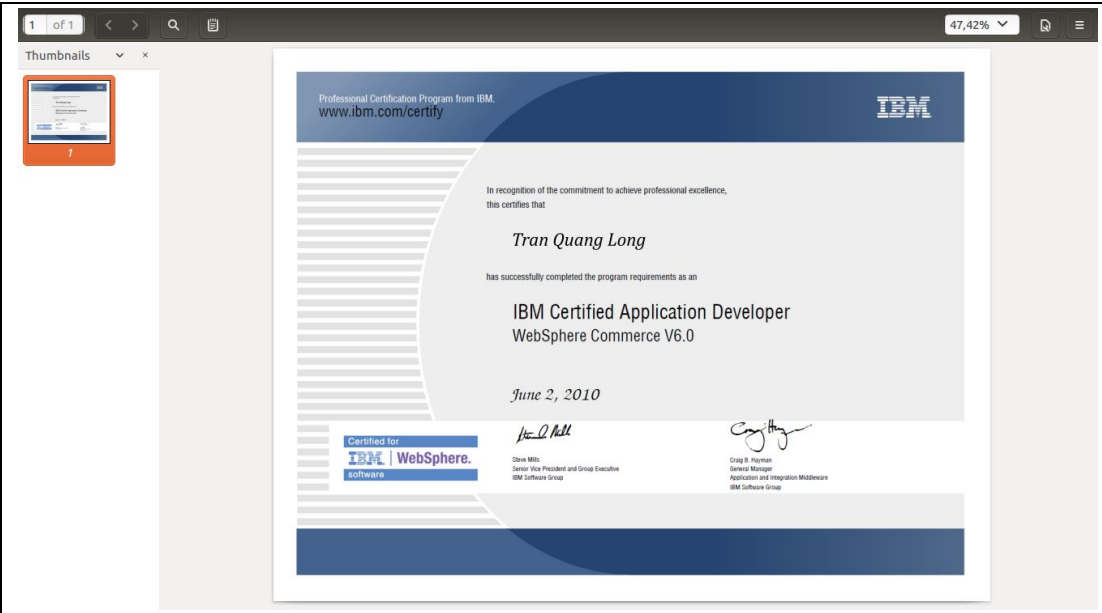 1 of 1
47,42%
Thumbnails
1
Professional Certification Program from IBM.
www.ibm.com/certify
IBM
In recognition of the commitment to achieve professional excellence,
this certifies that
Tran Quang Long
has successfully completed the program requirements as an
IBM Certified Application Developer
WebSphere Commerce V6.0
June 2, 2010
Certified for
IBM WebSphere.
software
Steve Mills
Senior Vice President and Group Executive
IBM Software Group
Craig B. Hayman
General Manager
Application and Integration Middleware
IBM Software Group